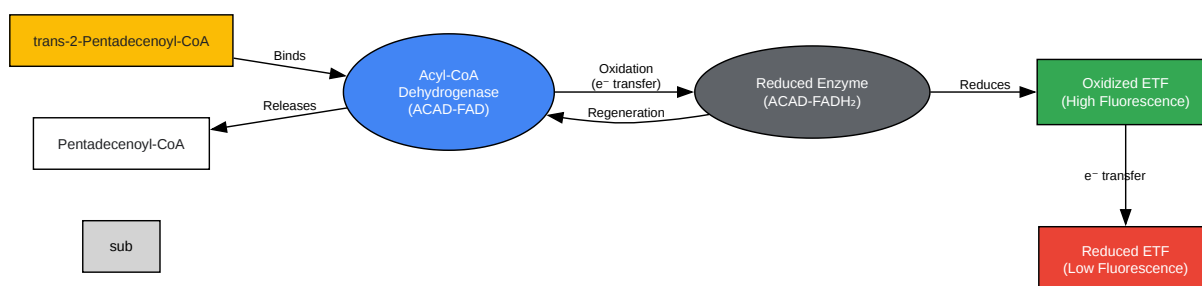 trans-2-Pentadecenoyl-CoA
Binds
Releases
Pentadecenoyl-CoA
sub
Acyl-CoA
Dehydrogenase
(ACAD-FAD)
Oxidation
(e⁻ transfer)
Regeneration
Reduced Enzyme
(ACAD-FADH₂)
Reduces
Oxidized ETF
(High Fluorescence)
e⁻ transfer
Reduced ETF
(Low Fluorescence)